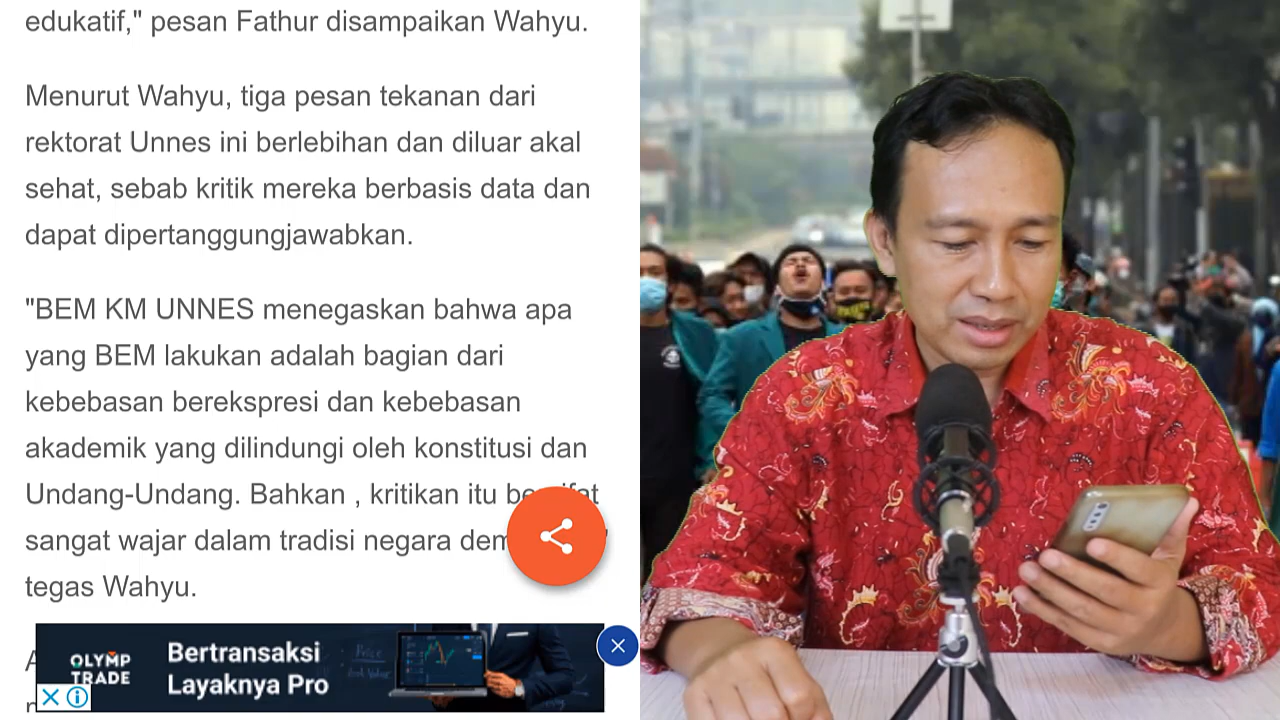 edukatif," pesan Fathur disampaikan Wahyu.
Menurut Wahyu, tiga pesan tekanan dari
rektorat Unnes ini berlebihan dan diluar akal
sehat, sebab kritik mereka berbasis data dan
dapat dipertanggungjawabkan.
"BEM KM UNNES menegaskan bahwa apa
yang BEM lakukan adalah bagian dari
kebebasan berekspresi dan kebebasan
akademik yang dilindungi oleh konstitusi dan
Undang-Undang. Bahkan , kritikan itu
sangat wajar dalam tradisi negara
tegas Wahyu.
OLYMP
TRADE
Bertransaksi
Layaknya Pro